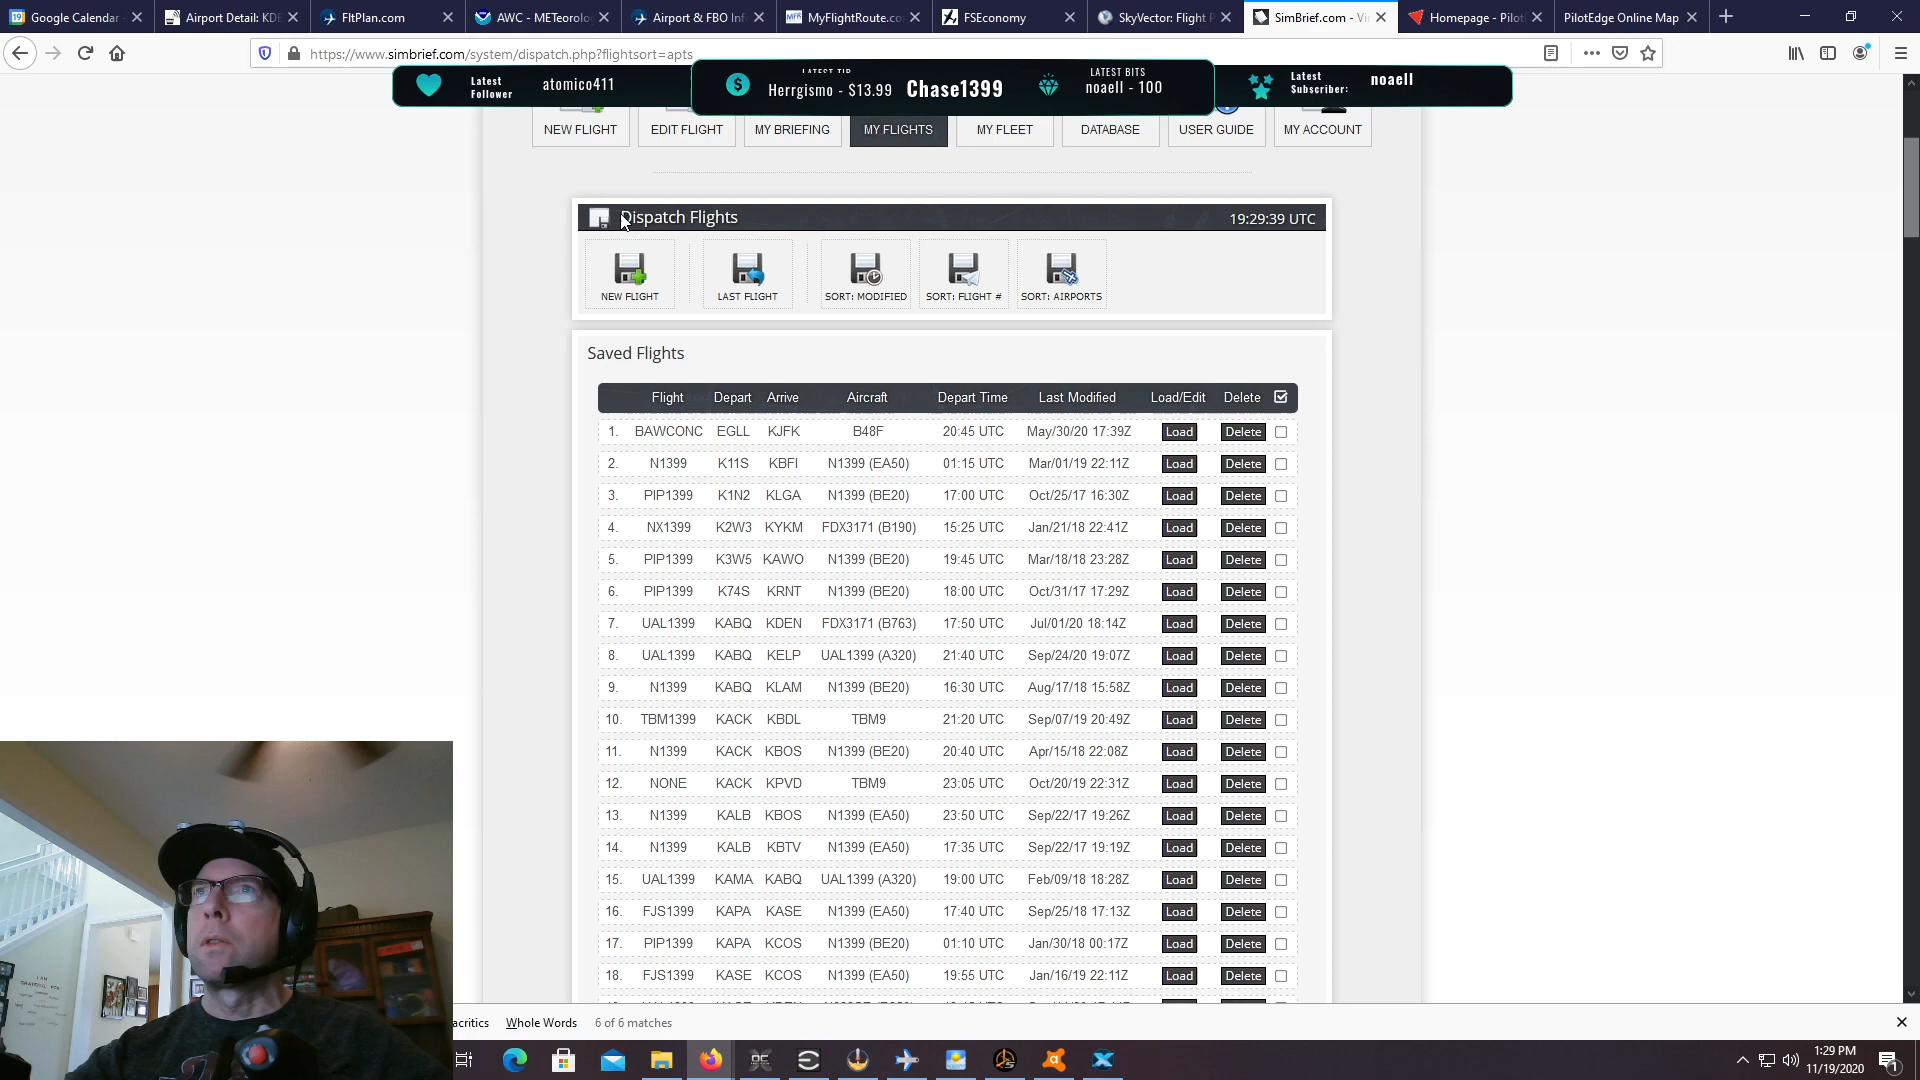 Google Calendar -
Airport Detail: KDE
FltPlan.com
AWC - METeorolo
Airport & FBO Inf
MyFlightRoute.co
FSEconomy
SkyVector: Flight P
SimBrief.com - Vi
Homepage - Pilot
PilotEdge Online Map
https://www.simbrief.com/system/dispatch.php?flightsort=apts
Latest Follower
atomico411
LATEST TIP
Herrgismo - $13.99
Chase1399
LATEST BITS
noaell - 100
Latest Subscriber:
noaell
NEW FLIGHT
EDIT FLIGHT
MY BRIEFING
MY FLIGHTS
MY FLEET
DATABASE
USER GUIDE
MY ACCOUNT
Dispatch Flights
19:29:39 UTC
NEW FLIGHT
LAST FLIGHT
SORT: MODIFIED
SORT: FLIGHT #
SORT: AIRPORTS
Saved Flights
Flight Depart Arrive Aircraft Depart Time Last Modified Load/Edit Delete
1. BAWCONC EGLL KJFK B48F 20:45 UTC May/30/20 17:39Z Load Delete
2. N1399 K11S KBFI N1399 (EA50) 01:15 UTC Mar/01/19 22:11Z Load Delete
3. PIP1399 K1N2 KLGA N1399 (BE20) 17:00 UTC Oct/25/17 16:30Z Load Delete
4. NX1399 K2W3 KYKM FDX3171 (B190) 15:25 UTC Jan/21/18 22:41Z Load Delete
5. PIP1399 K3W5 KAWO N1399 (BE20) 19:45 UTC Mar/18/18 23:28Z Load Delete
6. PIP1399 K74S KRNT N1399 (BE20) 18:00 UTC Oct/31/17 17:29Z Load Delete
7. UAL1399 KABQ KDEN FDX3171 (B763) 17:50 UTC Jul/01/20 18:14Z Load Delete
8. UAL1399 KABQ KELP UAL1399 (A320) 21:40 UTC Sep/24/20 19:07Z Load Delete
9. N1399 KABQ KLAM N1399 (BE20) 16:30 UTC Aug/17/18 15:58Z Load Delete
10. TBM1399 KACK KBDL TBM9 21:20 UTC Sep/07/19 20:49Z Load Delete
11. N1399 KACK KBOS N1399 (BE20) 20:40 UTC Apr/15/18 22:08Z Load Delete
12. NONE KACK KPVD TBM9 23:05 UTC Oct/20/19 22:31Z Load Delete
13. N1399 KALB KBOS N1399 (EA50) 23:50 UTC Sep/22/17 19:26Z Load Delete
14. N1399 KALB KBTV N1399 (EA50) 17:35 UTC Sep/22/17 19:19Z Load Delete
15. UAL1399 KAMA KABQ UAL1399 (A320) 19:00 UTC Feb/09/18 18:28Z Load Delete
16. FJS1399 KAPA KASE N1399 (EA50) 17:40 UTC Sep/25/18 17:13Z Load Delete
17. PIP1399 KAPA KCOS N1399 (BE20) 01:10 UTC Jan/30/18 00:17Z Load Delete
18. FJS1399 KASE KCOS N1399 (EA50) 19:55 UTC Jan/16/19 22:11Z Load Delete
acritics Whole Words 6 of 6 matches
1:29 PM
11/19/2020